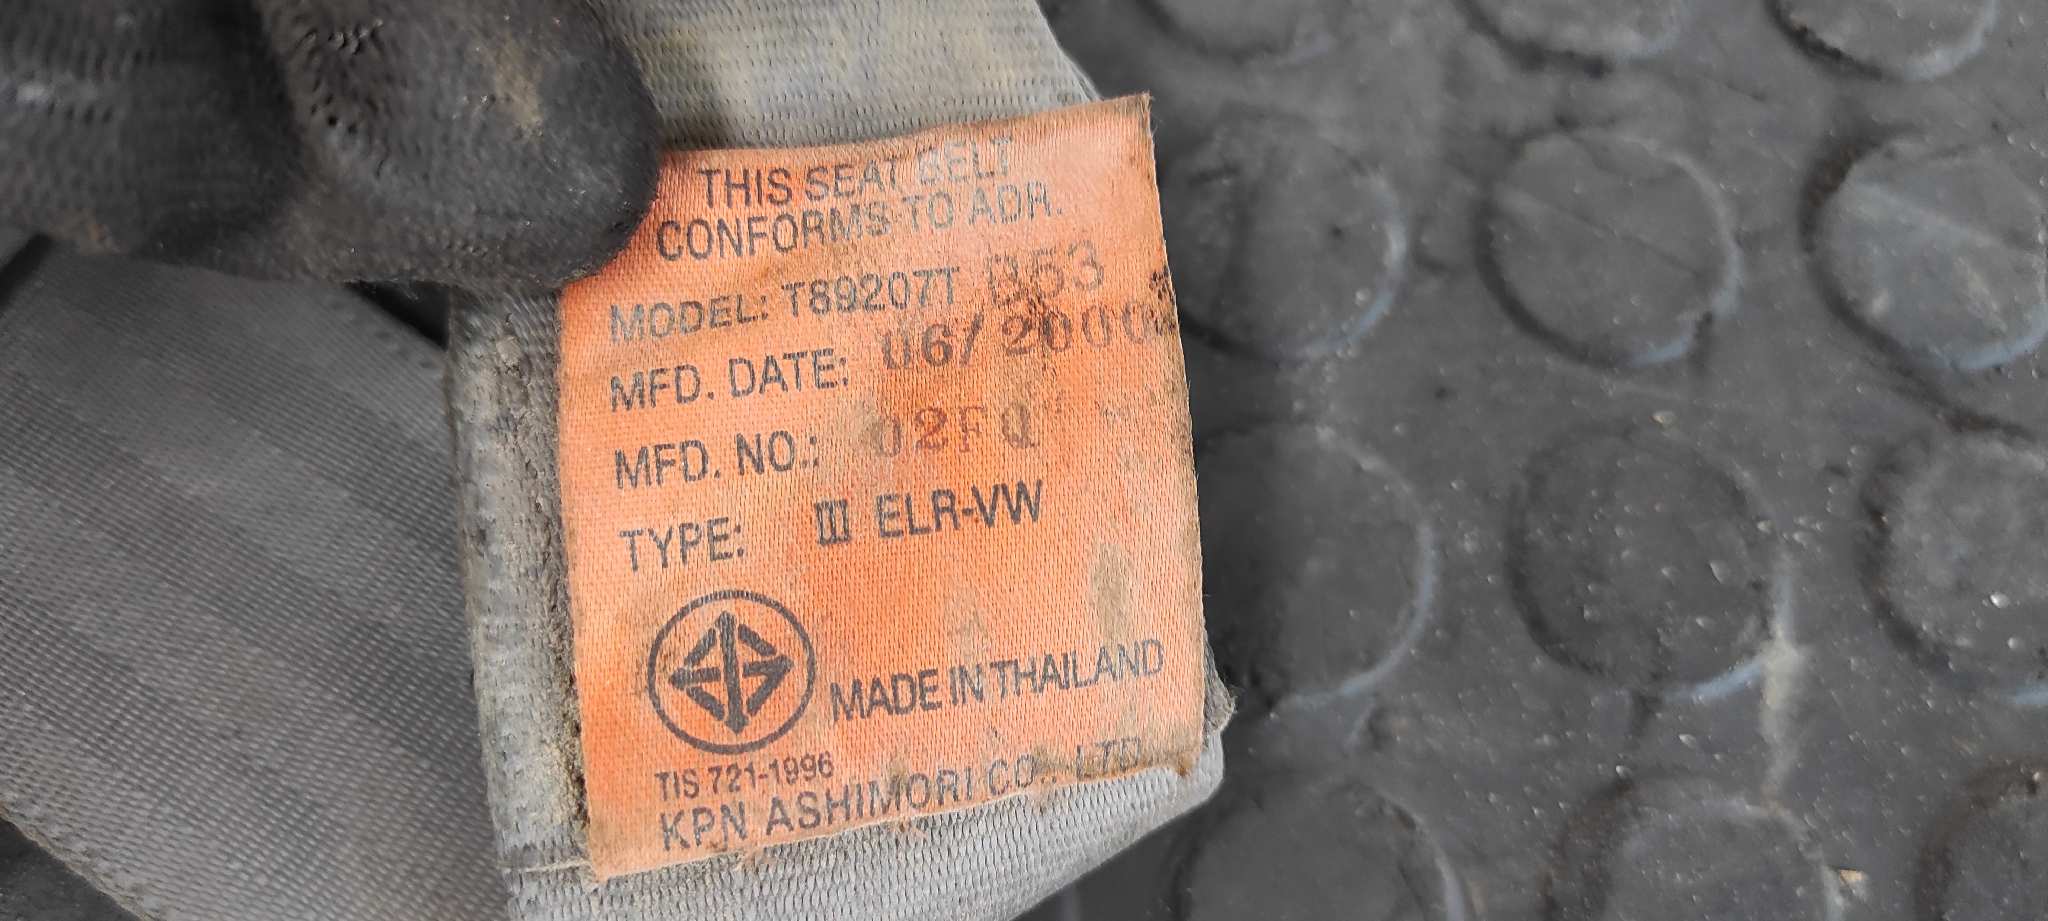 THIS SEAT BELT
CONFORMS TO ADR.
MODEL: T89207T B53
MFD. DATE: 06/2000
MFD. NO.: 02FQ
TYPE: III ELR-VW
MADE IN THAILAND
TIS 721-1996
KPN ASHIMORI CO., LTD.